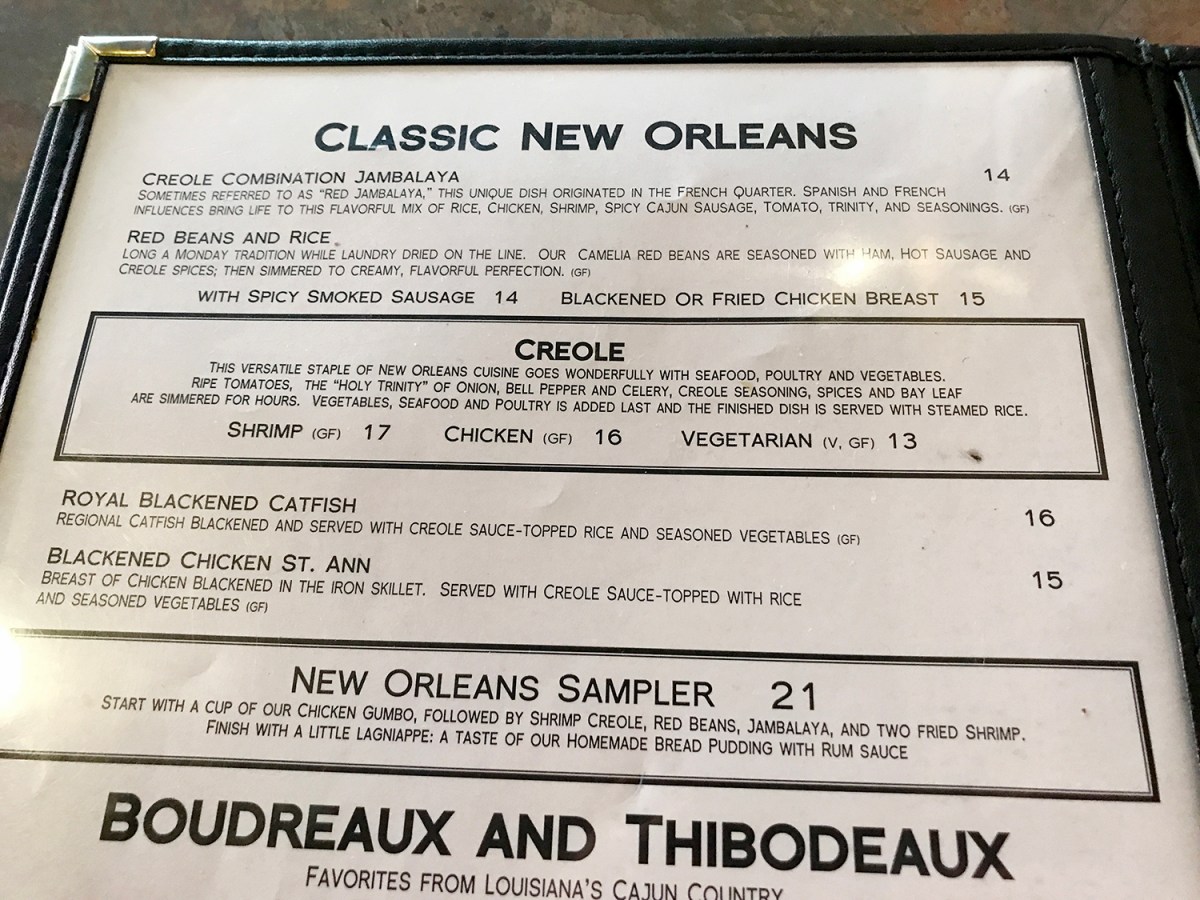 CLASSIC NEW ORLEANS
CREOLE COMBINATION JAMBALAYA 14
SOMETIMES REFERRED TO AS "RED JAMBALAYA," THIS UNIQUE DISH ORIGINATED IN THE FRENCH QUARTER. SPANISH AND FRENCH
INFLUENCES BRING LIFE TO THIS FLAVORFUL MIX OF RICE, CHICKEN, SHRIMP, SPICY CAJUN SAUSAGE, TOMATO, TRINITY, AND SEASONINGS. (GF)
RED BEANS AND RICE
LONG A MONDAY TRADITION WHILE LAUNDRY DRIED ON THE LINE. OUR CAMELIA RED BEANS ARE SEASONED WITH HAM, HOT SAUSAGE AND
CREOLE SPICES; THEN SIMMERED TO CREAMY, FLAVORFUL PERFECTION. (GF)
WITH SPICY SMOKED SAUSAGE 14 BLACKENED OR FRIED CHICKEN BREAST 15
CREOLE
THIS VERSATILE STAPLE OF NEW ORLEANS CUISINE GOES WONDERFULLY WITH SEAFOOD, POULTRY AND VEGETABLES.
RIPE TOMATOES, THE "HOLY TRINITY" OF ONION, BELL PEPPER AND CELERY, CREOLE SEASONING, SPICES AND BAY LEAF
ARE SIMMERED FOR HOURS. VEGETABLES, SEAFOOD AND POULTRY IS ADDED LAST AND THE FINISHED DISH IS SERVED WITH STEAMED RICE.
SHRIMP (GF) 17 CHICKEN (GF) 16 VEGETARIAN (V, GF) 13
ROYAL BLACKENED CATFISH 16
REGIONAL CATFISH BLACKENED AND SERVED WITH CREOLE SAUCE-TOPPED RICE AND SEASONED VEGETABLES (GF)
BLACKENED CHICKEN ST. ANN 15
BREAST OF CHICKEN BLACKENED IN THE IRON SKILLET. SERVED WITH CREOLE SAUCE-TOPPED WITH RICE
AND SEASONED VEGETABLES (GF)
NEW ORLEANS SAMPLER 21
START WITH A CUP OF OUR CHICKEN GUMBO, FOLLOWED BY SHRIMP CREOLE, RED BEANS, JAMBALAYA, AND TWO FRIED SHRIMP.
FINISH WITH A LITTLE LAGNIAPPE: A TASTE OF OUR HOMEMADE BREAD PUDDING WITH RUM SAUCE
BOUDREAUX AND THIBODEAUX
FAVORITES FROM LOUISIANA'S CAJUN COUNTRY